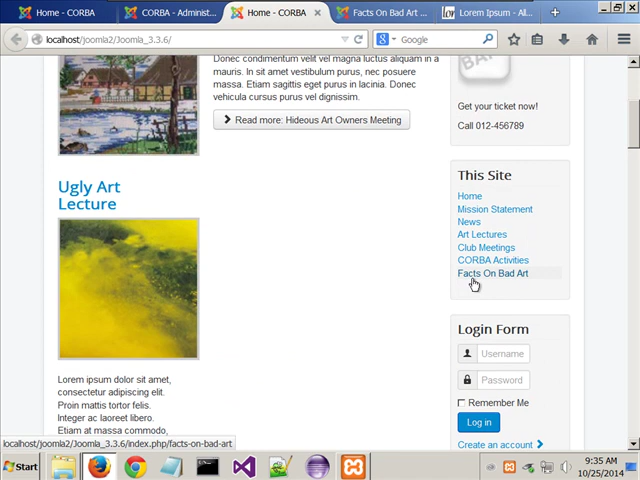 Home - CORBA
CORBA - Administ...
Home - CORBA
Facts On Bad Art ...
Lorem Ipsum - All...
localhost/joomla2/Joomla_3.3.6/
Google
Donec condimentum velit vel magna luctus aliquam in a
mauris. In sit amet vestibulum purus, nec posuere
massa. Etiam sagittis eget purus in lacinia. Donec
vehicula cursus purus vel dignissim.
Read more: Hideous Art Owners Meeting
Ugly Art
Lecture
Lorem ipsum dolor sit amet,
consectetur adipiscing elit.
Proin mattis tortor felis.
Integer ac laoreet libero.
Etiam at massa commodo,
Get your ticket now!
Call 012-456789
This Site
Home
Mission Statement
News
Art Lectures
Club Meetings
CORBA Activities
Facts On Bad Art
Login Form
Username
Password
Remember Me
Log in
Create an account
localhost/joomla2/Joomla_3.3.6/index.php/facts-on-bad-art
Start
9:35 AM
10/25/2014